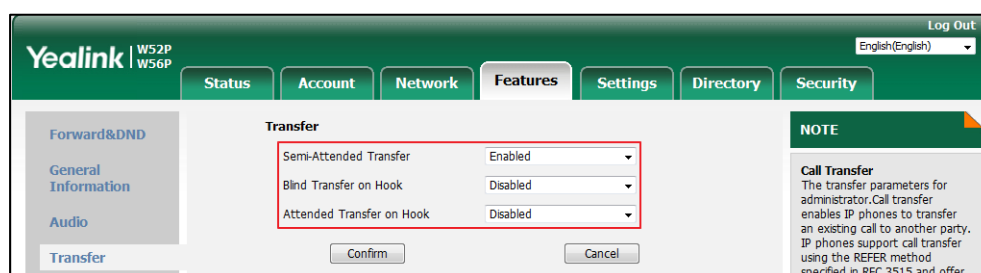 Log Out
English(English)
Yealink | W52P
W56P
Status
Account
Network
Features
Settings
Directory
Security
Forward&DND
General
Information
Audio
Transfer
Transfer
Semi-Attended Transfer Enabled
Blind Transfer on Hook Disabled
Attended Transfer on Hook Disabled
Confirm
Cancel
NOTE
Call Transfer
The transfer parameters for
administrator.Call transfer
enables IP phones to transfer
an existing call to another party.
IP phones support call transfer
using the REFER method
specified in RFC 3515 and offer